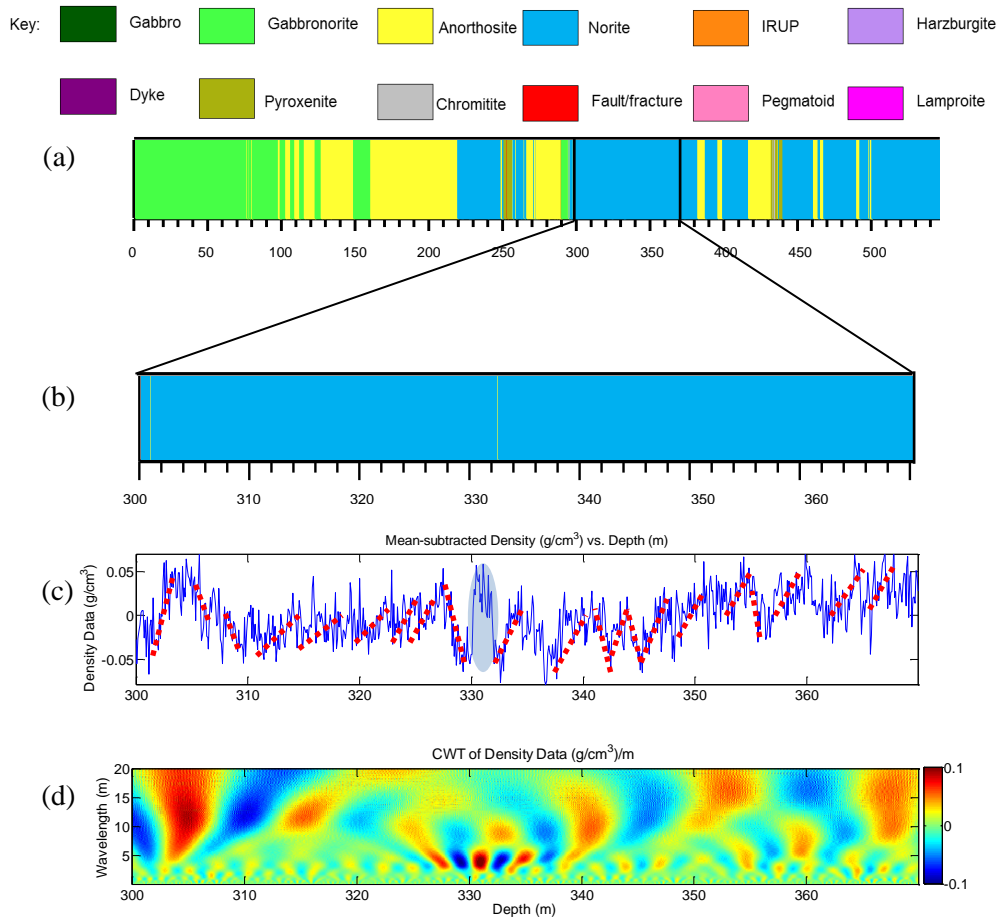 Key: Gabbro Gabbronorite Anorthosite Norite IRUP Harzburgite
Dyke Pyroxenite Chromitite Fault/fracture Pegmatoid Lamproite
(a)
0 50 100 150 200 250 300 350 400 450 500
(b)
300 310 320 330 340 350 360
Mean-subtracted Density (g/cm³) vs. Depth (m)
(c)
Density Data (g/cm³)
0.05
0
-0.05
300 310 320 330 340 350 360
CWT of Density Data (g/cm³)/m
(d)
Wavelength (m)
20
15
10
5
300 310 320 330 340 350 360
Depth (m)
0.1
0
-0.1